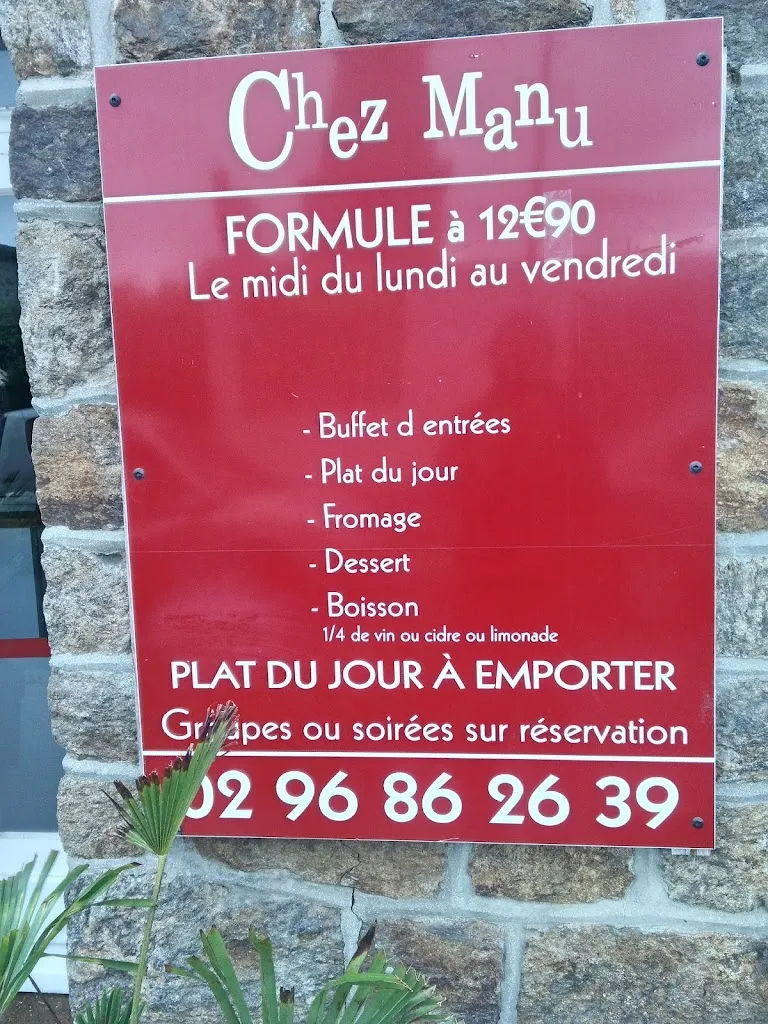 Chez Manu
FORMULE à 12€90
Le midi du lundi au vendredi
- Buffet d entrées
- Plat du jour
- Fromage
- Dessert
- Boisson
1/4 de vin ou cidre ou limonade
PLAT DU JOUR À EMPORTER
Groupes ou soirées sur réservation
02 96 86 26 39